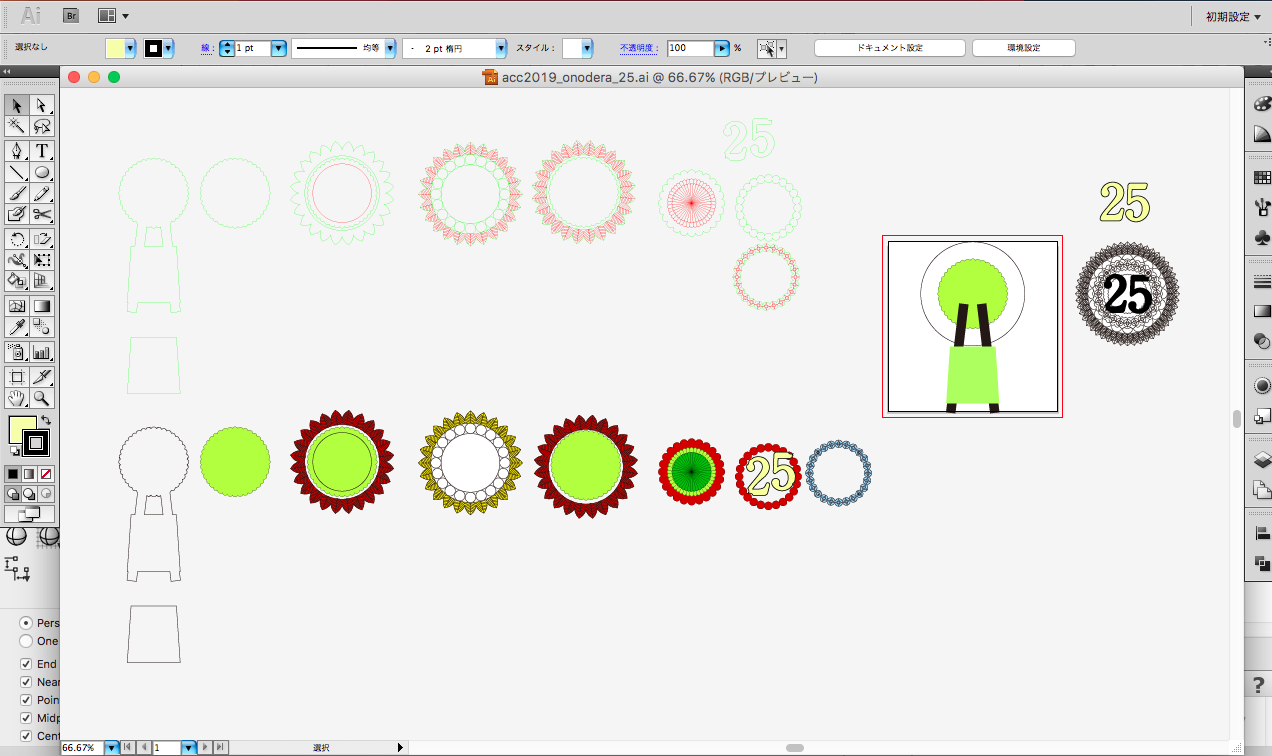 Ai Br 初期設定
選択なし 線： 1 pt 均等 - 2 pt 楕円 スタイル： 不透明度： 100 % ドキュメント設定 環境設定
acc2019_onodera_25.ai @ 66.67% (RGB/プレビュー)
25
25
25
25
Pers
One
End
Near
Poin
Midp
Cent
?
66.67% 1 選択